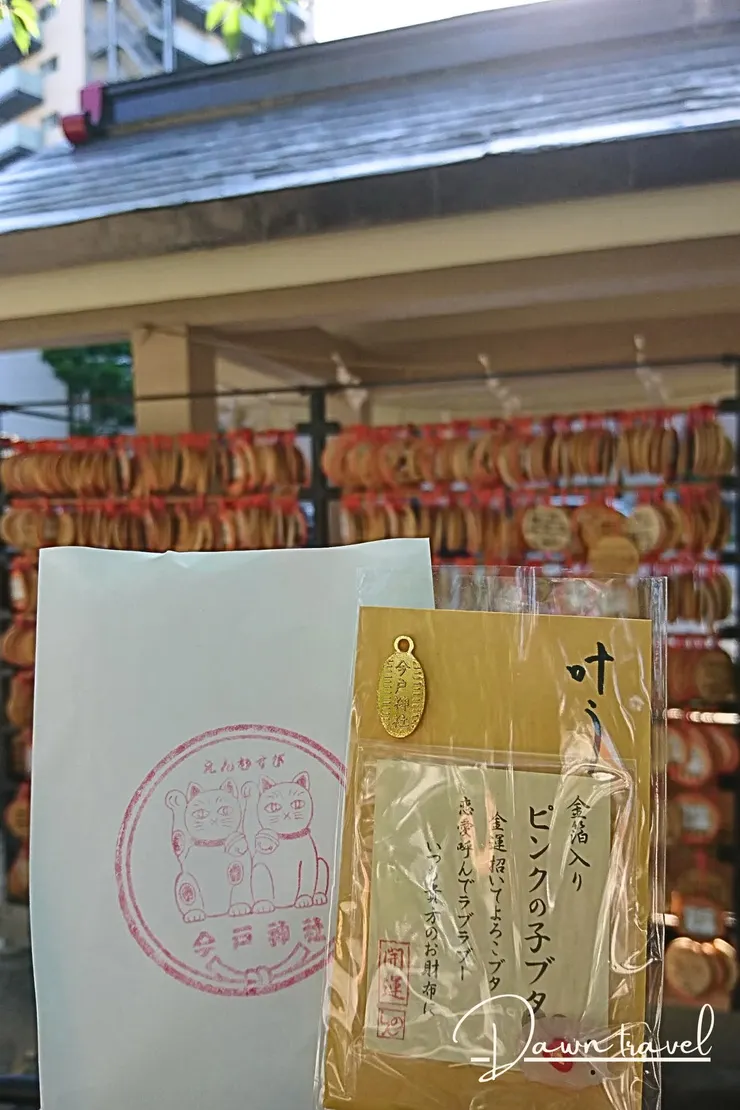 えんむすび
今戸神社
今戸神社
叶う
金箔入り
ピンクの子ブタ
金運招いてよろこブタ
恋愛呼んでラブラブー
いつも貴方のお財布に
開運
Dawn travel